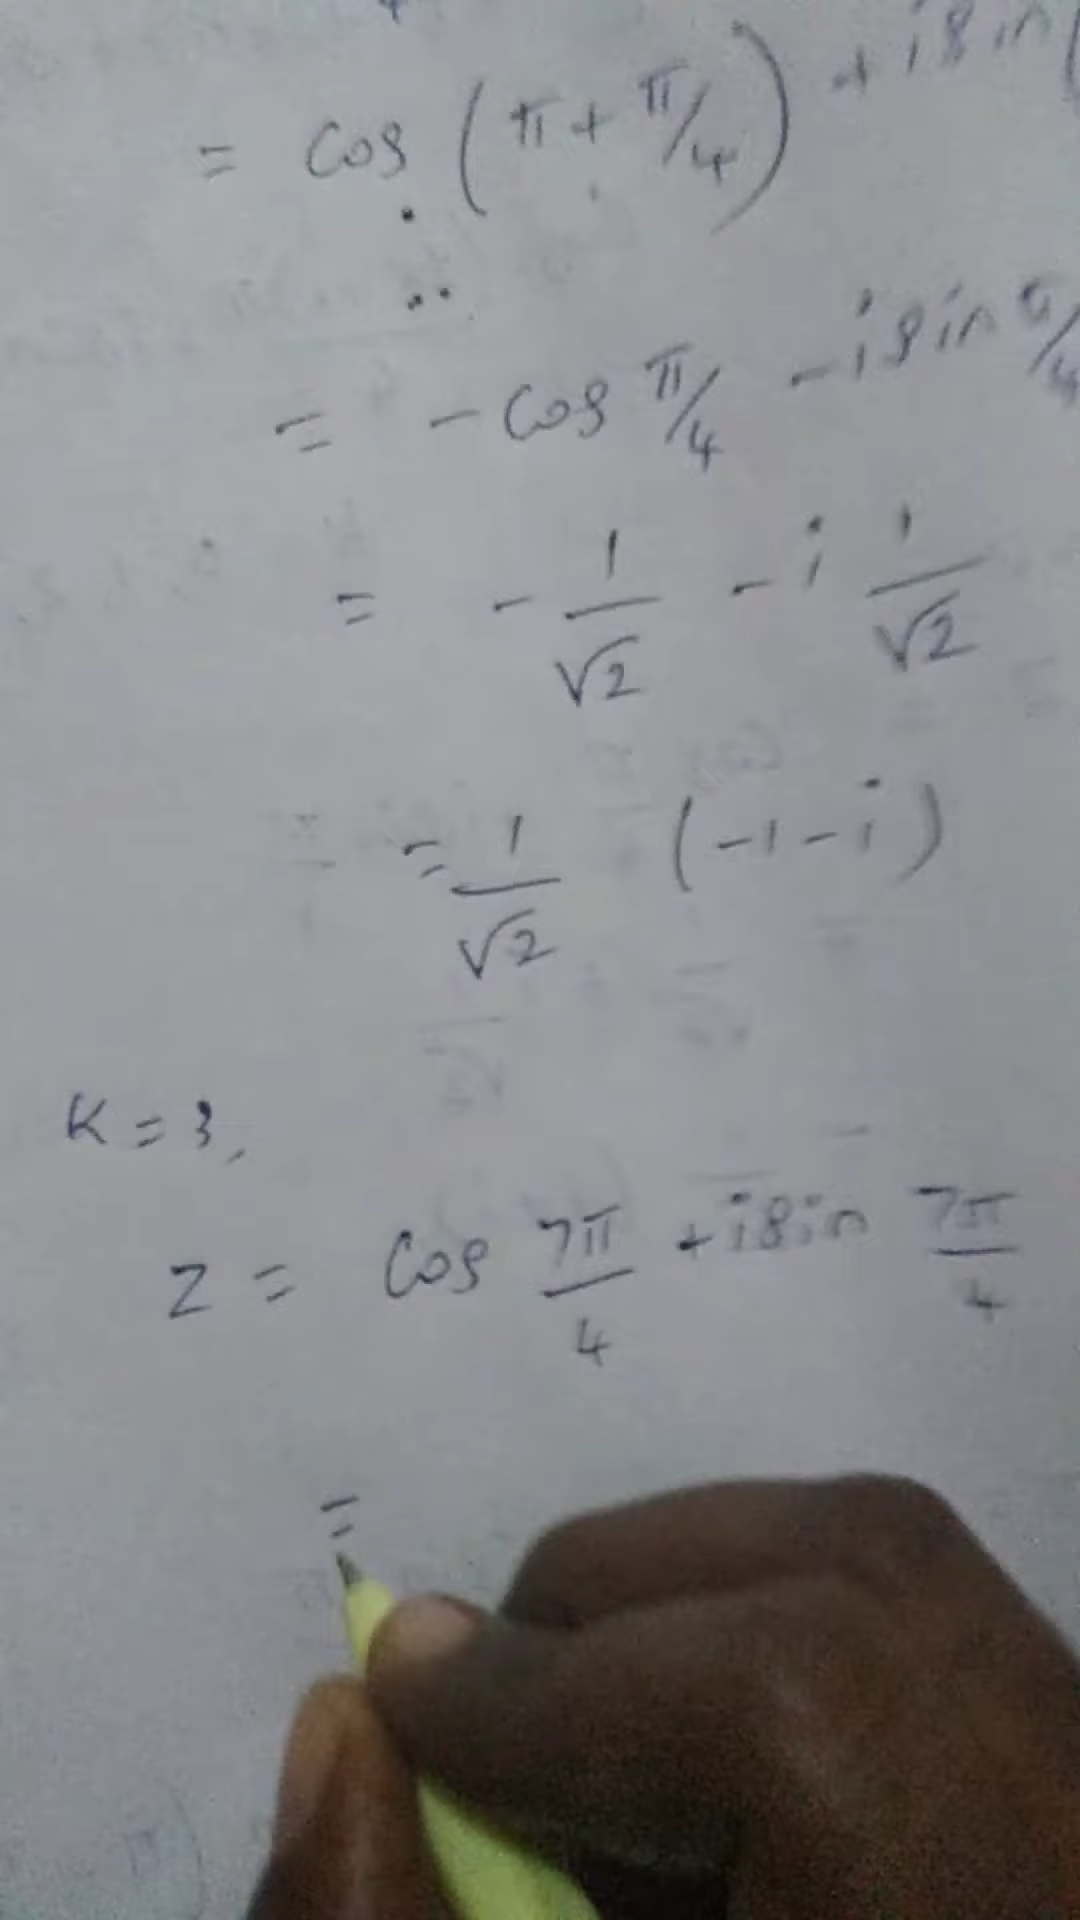 = cos (π + π/4) + i sin (
= - cos π/4 - i sin π/4
= - 1/√2 - i 1/√2
= 1/√2 (-1 - i)
K = 3,
Z = cos 7π/4 + i sin 7π/4
=